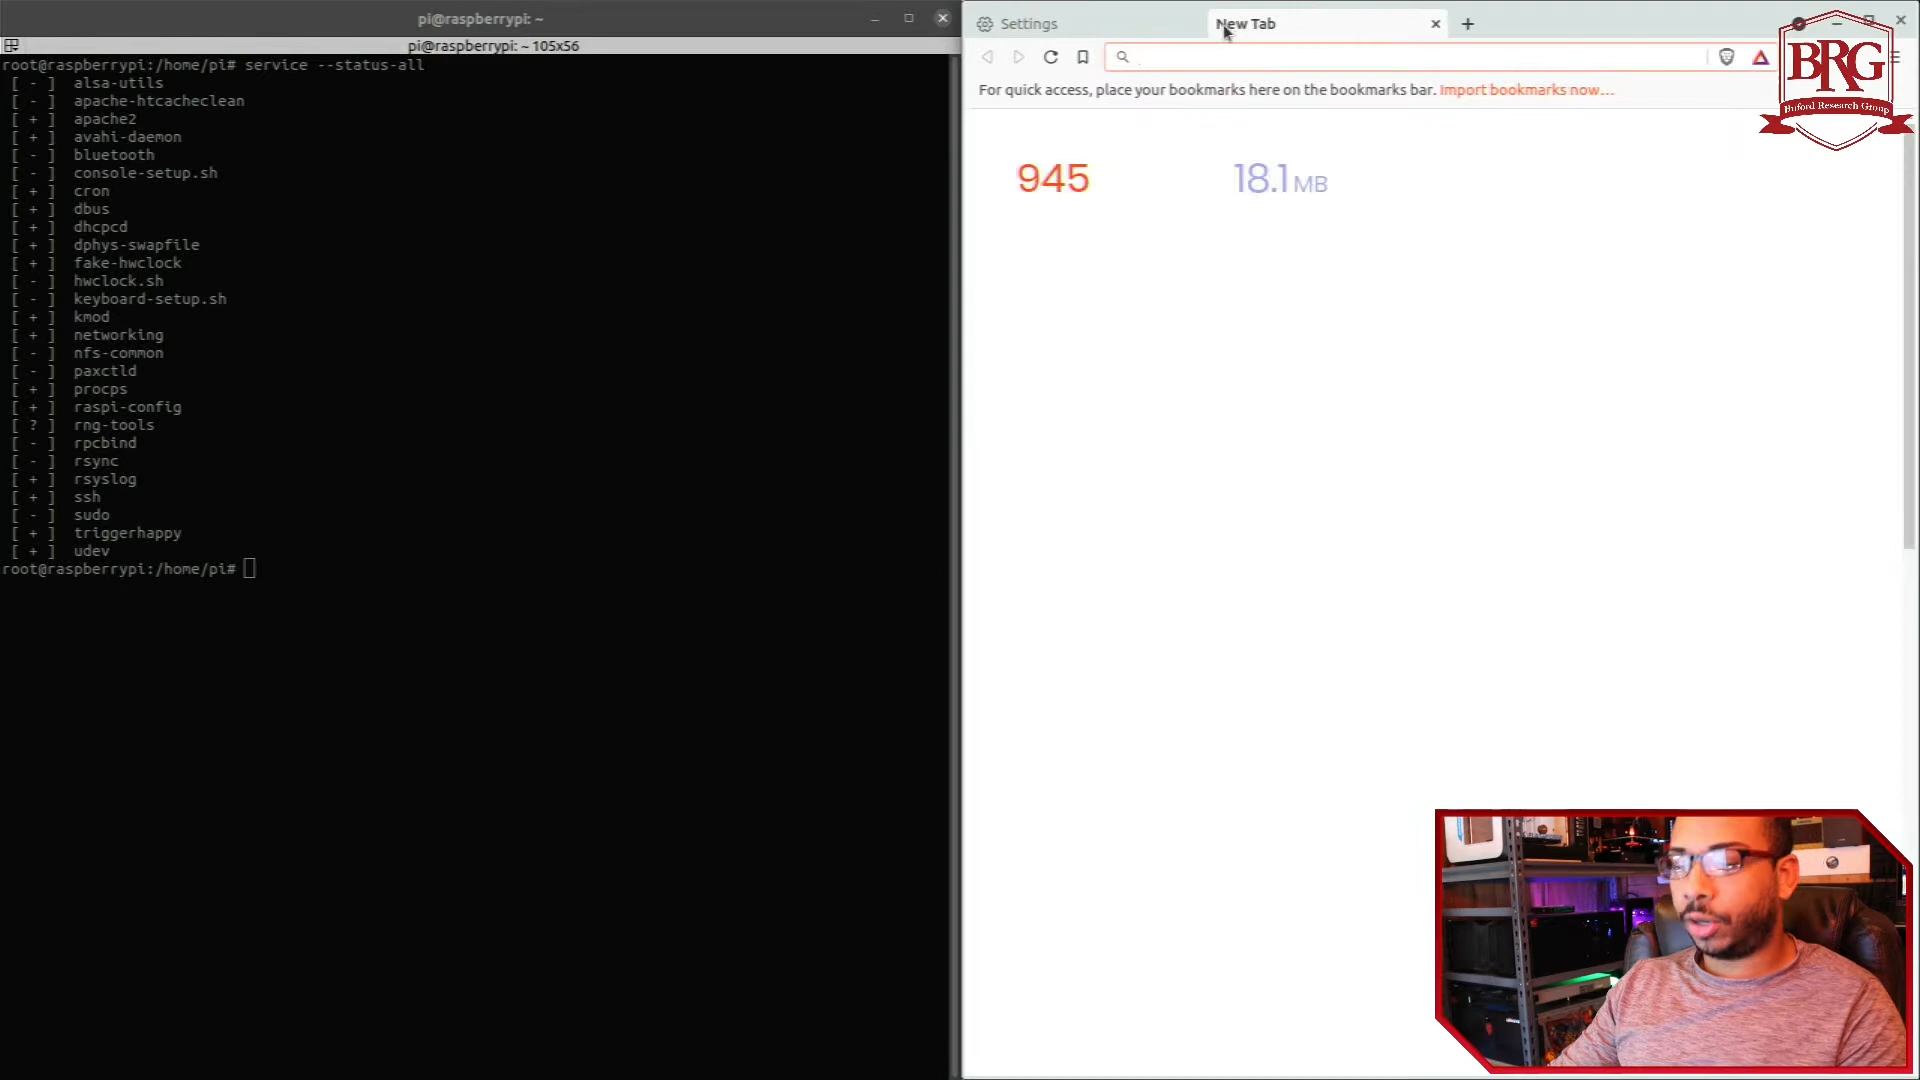 pi@raspberrypi: ~
pi@raspberrypi: ~ 105x56
root@raspberrypi:/home/pi# service --status-all
[ - ] alsa-utils
[ - ] apache-htcacheclean
[ + ] apache2
[ + ] avahi-daemon
[ - ] bluetooth
[ - ] console-setup.sh
[ + ] cron
[ + ] dbus
[ + ] dhcpcd
[ + ] dphys-swapfile
[ + ] fake-hwclock
[ - ] hwclock.sh
[ - ] keyboard-setup.sh
[ + ] kmod
[ + ] networking
[ - ] nfs-common
[ - ] paxctld
[ + ] procps
[ + ] raspi-config
[ ? ] rng-tools
[ - ] rpcbind
[ - ] rsync
[ + ] rsyslog
[ + ] ssh
[ - ] sudo
[ + ] triggerhappy
[ + ] udev
root@raspberrypi:/home/pi#
Settings
New Tab
For quick access, place your bookmarks here on the bookmarks bar. Import bookmarks now...
945
18.1 MB
BRG
Buford Research Group